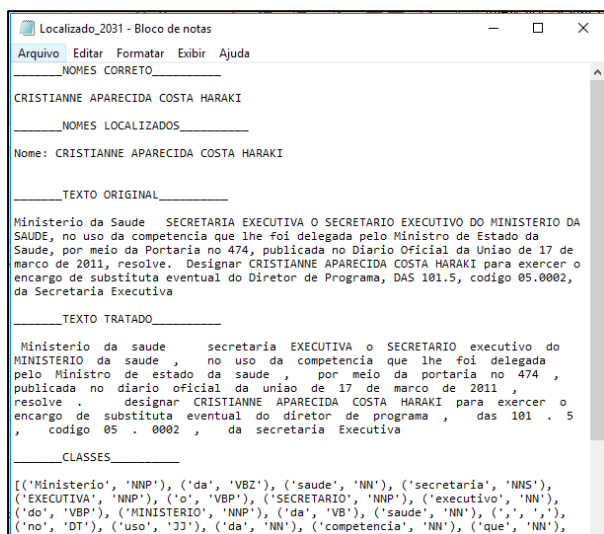 Localizado_2031 - Bloco de notas
Arquivo Editar Formatar Exibir Ajuda
_______NOMES CORRETO__________
CRISTIANNE APARECIDA COSTA HARAKI
_______NOMES LOCALIZADOS__________
Nome: CRISTIANNE APARECIDA COSTA HARAKI
_______TEXTO ORIGINAL__________
Ministerio da Saude   SECRETARIA EXECUTIVA O SECRETARIO EXECUTIVO DO MINISTERIO DA
SAUDE, no uso da competencia que lhe foi delegada pelo Ministro de Estado da
Saude, por meio da Portaria no 474, publicada no Diario Oficial da Uniao de 17 de
marco de 2011, resolve.  Designar CRISTIANNE APARECIDA COSTA HARAKI para exercer o
encargo de substituta eventual do Diretor de Programa, DAS 101.5, codigo 05.0002,
da Secretaria Executiva
_______TEXTO TRATADO__________
Ministerio da saude secretaria EXECUTIVA o SECRETARIO executivo do
MINISTERIO da saude , no uso da competencia que lhe foi delegada
pelo Ministro de estado da saude , por meio da portaria no 474 ,
publicada no diario oficial da uniao de 17 de marco de 2011 ,
resolve . designar CRISTIANNE APARECIDA COSTA HARAKI para exercer o
encargo de substituta eventual do diretor de programa , das 101 . 5
, codigo 05 . 0002 , da secretaria Executiva
_______CLASSES__________
[('Ministerio', 'NNP'), ('da', 'VBZ'), ('saude', 'NN'), ('secretaria', 'NNS'),
('EXECUTIVA', 'NNP'), ('o', 'VBP'), ('SECRETARIO', 'NNP'), ('executivo', 'NN'),
('do', 'VBP'), ('MINISTERIO', 'NNP'), ('da', 'VB'), ('saude', 'NN'), (',', ','),
('no', 'DT'), ('uso', 'JJ'), ('da', 'NN'), ('competencia', 'NN'), ('que', 'NN'),